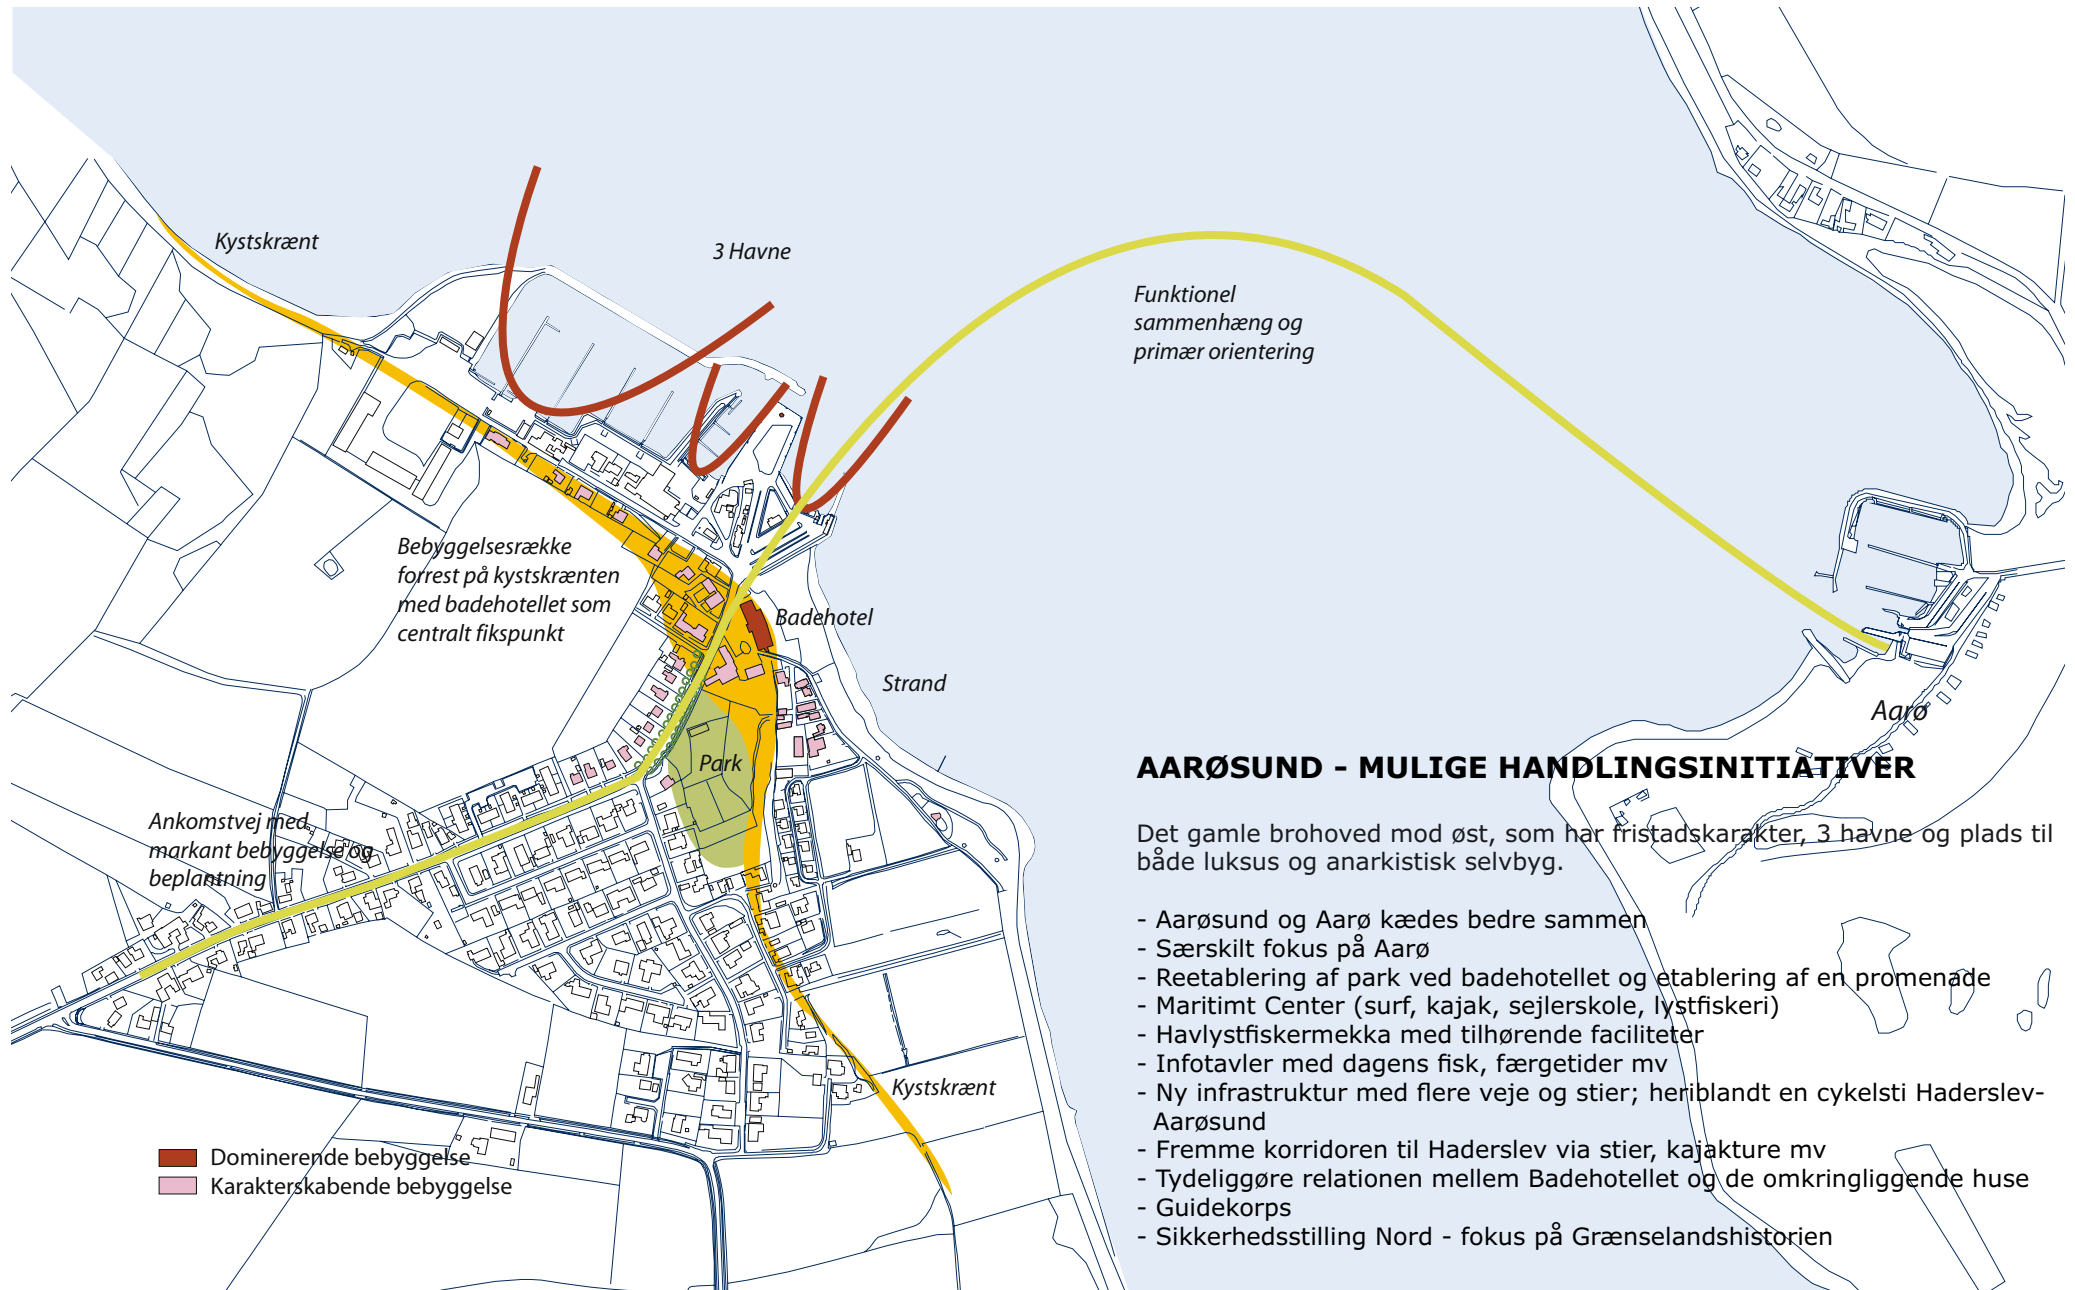 Kystskrænt
3 Havne
Funktionel
sammenhæng og
primær orientering
Bebyggelsesrække
forrest på kystskrænten
med badehotellet som
centralt fikspunkt
Badehotel
Strand
Aarø
Park
Ankomstvej med
markant bebyggelse og
beplantning
Kystskrænt
Dominerende bebyggelse
Karakterskabende bebyggelse
AARØSUND - MULIGE HANDLINGSINITIATIVER
Det gamle brohoved mod øst, som har fristadskarakter, 3 havne og plads til
både luksus og anarkistisk selvbyg.
- Aarøsund og Aarø kædes bedre sammen
- Særskilt fokus på Aarø
- Reetablering af park ved badehotellet og etablering af en promenade
- Maritimt Center (surf, kajak, sejlerskole, lystfiskeri)
- Havlystfiskermekka med tilhørende faciliteter
- Infotavler med dagens fisk, færgetider mv
- Ny infrastruktur med flere veje og stier; heriblandt en cykelsti Haderslev-
Aarøsund
- Fremme korridoren til Haderslev via stier, kajakture mv
- Tydeliggøre relationen mellem Badehotellet og de omkringliggende huse
- Guidekorps
- Sikkerhedsstilling Nord - fokus på Grænselandshistorien